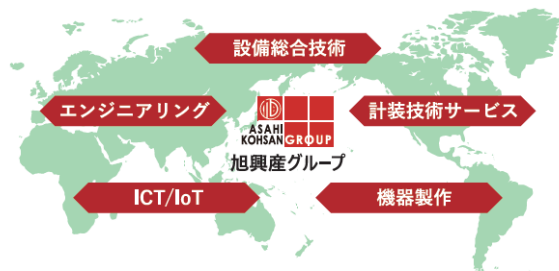 設備総合技術
エンジニアリング
計装技術サービス
ASAHI
KOHSAN GROUP
旭興産グループ
ICT/IoT
機器製作